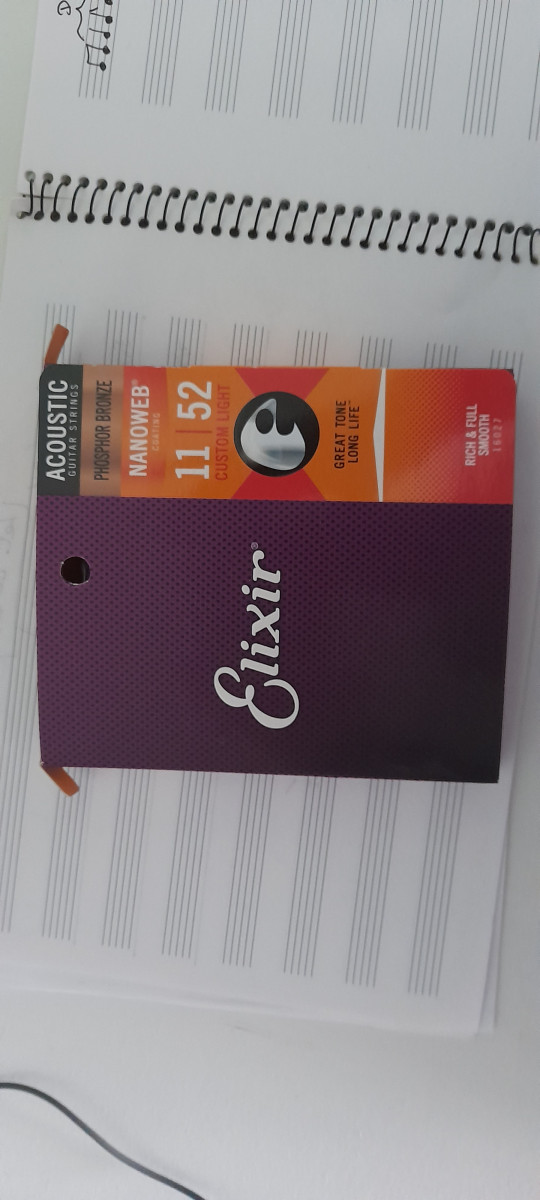 ACOUSTIC
GUITAR STRINGS
PHOSPHOR BRONZE
NANOWEB®
COATING
11 | 52
CUSTOM LIGHT
GREAT TONE
LONG LIFE™
RICH & FULL
SMOOTH
16027
Elixir®
D